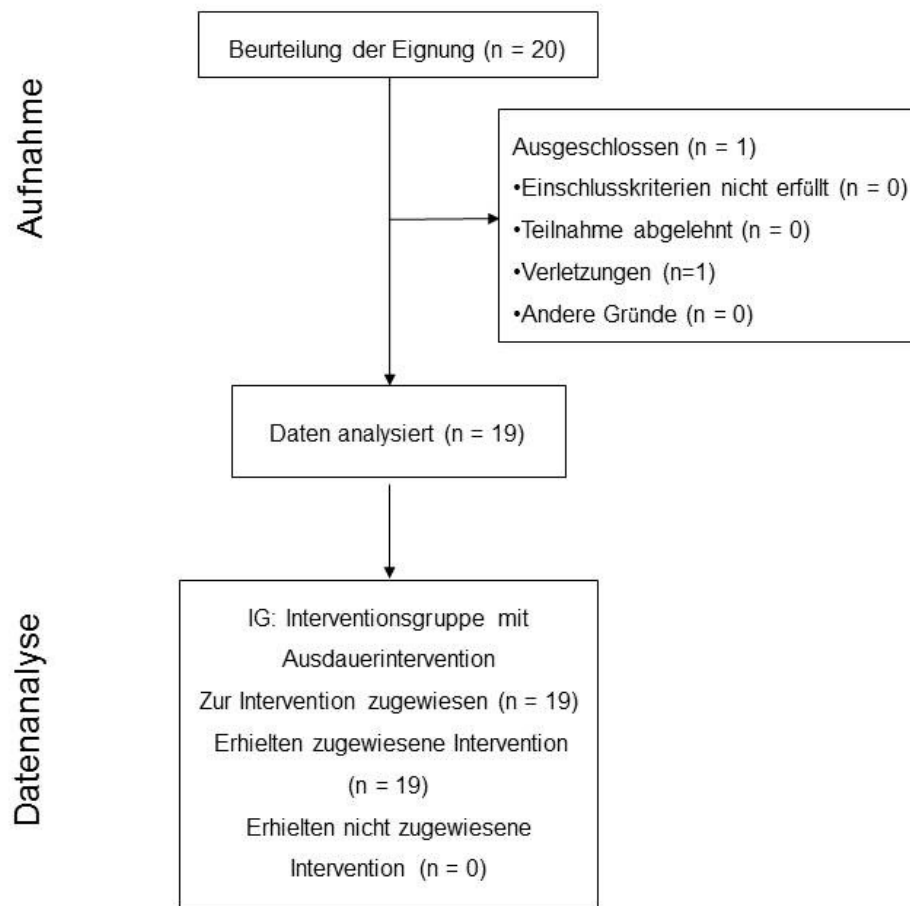 Aufnahme
Beurteilung der Eignung (n = 20)
Ausgeschlossen (n = 1)
•Einschlusskriterien nicht erfüllt (n = 0)
•Teilnahme abgelehnt (n = 0)
•Verletzungen (n=1)
•Andere Gründe (n = 0)
Daten analysiert (n = 19)
Datenanalyse
IG: Interventionsgruppe mit
Ausdauerintervention
Zur Intervention zugewiesen (n = 19)
Erhielten zugewiesene Intervention
(n = 19)
Erhielten nicht zugewiesene
Intervention (n = 0)